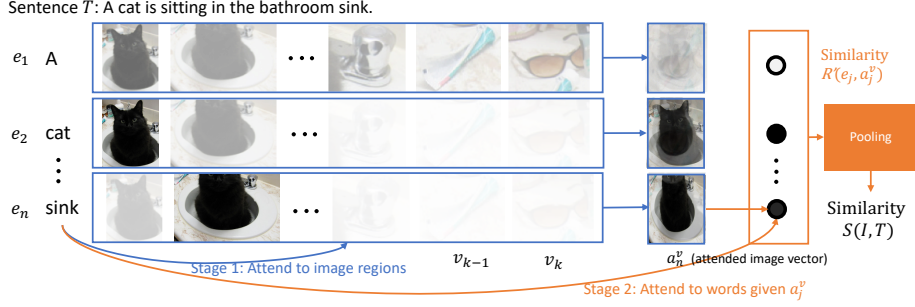 Sentence T: A cat is sitting in the bathroom sink.
e₁ A
Similarity
R′(e_j, a_j^v)
e₂ cat
Pooling
e_n sink
Similarity
S(I, T)
v_{k−1} v_k a_n^v (attended image vector)
Stage 1: Attend to image regions
Stage 2: Attend to words given a_j^v